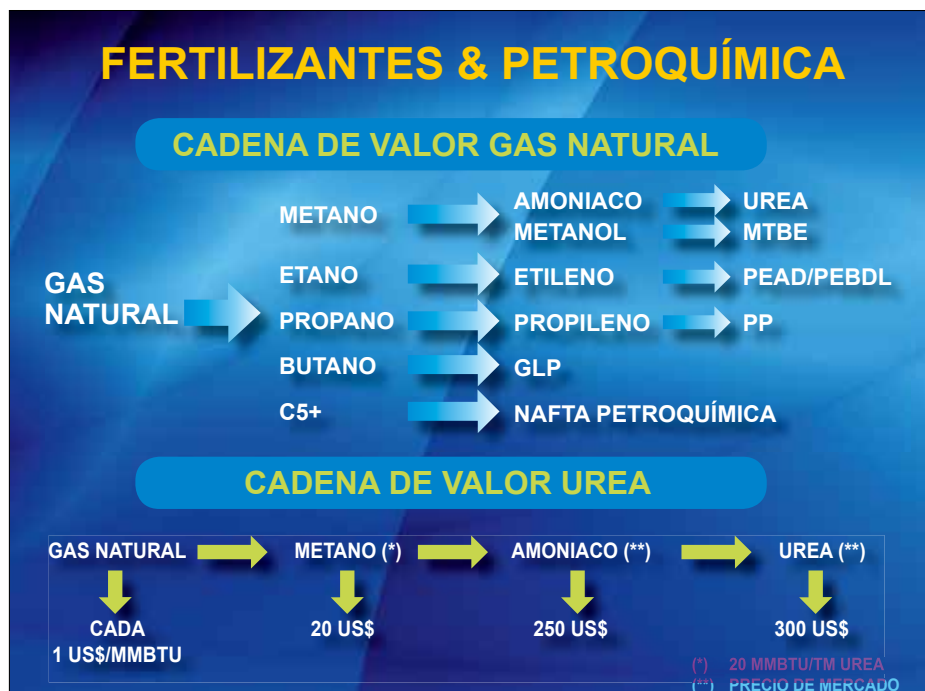 FERTILIZANTES & PETROQUÍMICA
CADENA DE VALOR GAS NATURAL
GAS
NATURAL
METANO
AMONIACO
UREA
METANOL
MTBE
ETANO
ETILENO
PEAD/PEBDL
PROPANO
PROPILENO
PP
BUTANO
GLP
C5+
NAFTA PETROQUÍMICA
CADENA DE VALOR UREA
GAS NATURAL
METANO (*)
AMONIACO (**)
UREA (**)
CADA
1 US$/MMBTU
20 US$
250 US$
300 US$
(*) 20 MMBTU/TM UREA
(**) PRECIO DE MERCADO